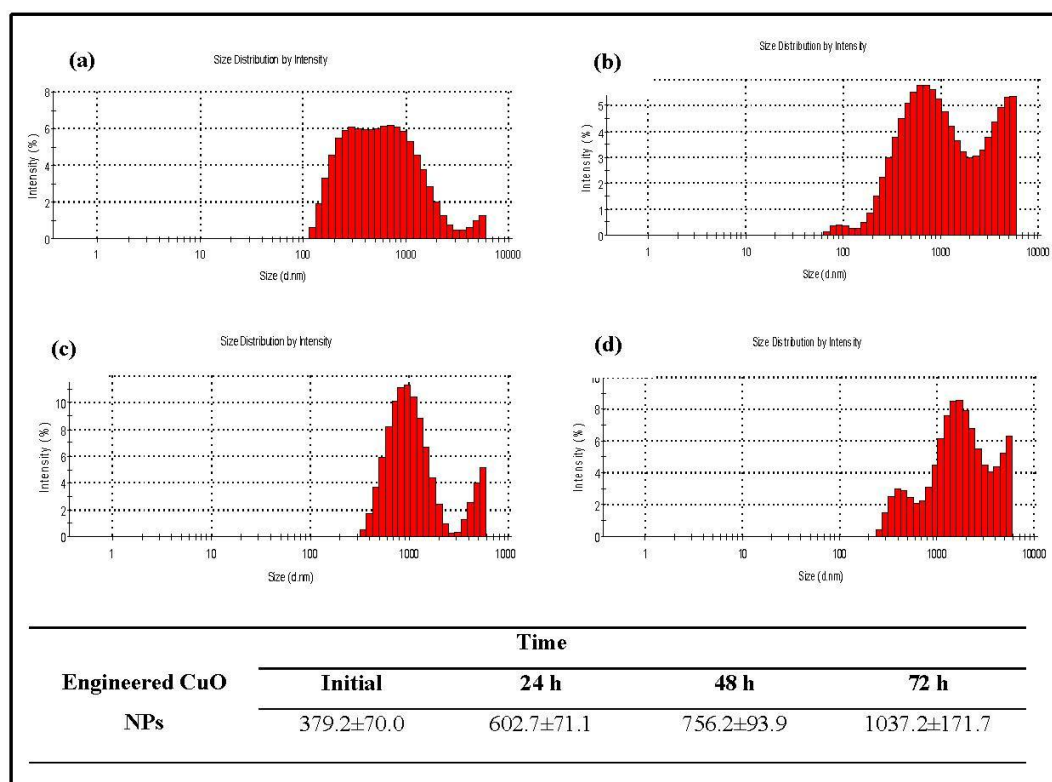 (a)
Size Distribution by Intensity
8
6
4
2
0
Intensity (%)
1 10 100 1000 10000
Size (d.nm)
(b)
Size Distribution by Intensity
5
4
3
2
1
0
Intensity (%)
1 10 100 1000 10000
Size (d.nm)
(c)
Size Distribution by Intensity
10
8
6
4
2
0
Intensity (%)
1 10 100 1000 1000
Size (d.nm)
(d)
Size Distribution by Intensity
10
8
6
4
2
0
Intensity (%)
1 10 100 1000 10000
Size (d.nm)
Time
Engineered CuO Initial 24 h 48 h 72 h
NPs 379.2±70.0 602.7±71.1 756.2±93.9 1037.2±171.7